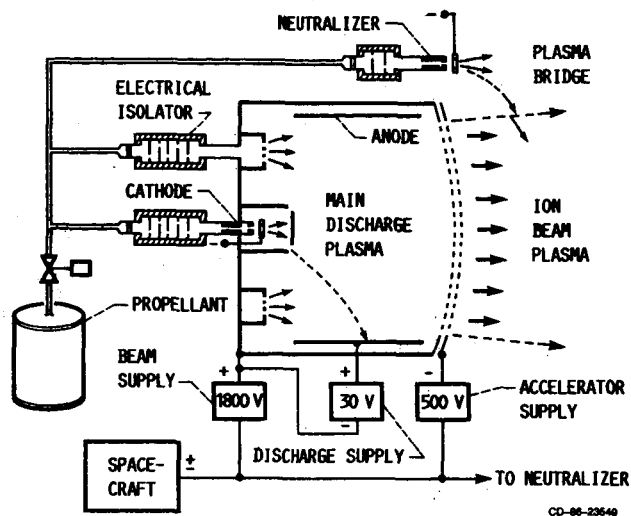 NEUTRALIZER
PLASMA
BRIDGE
ELECTRICAL
ISOLATOR
ANODE
CATHODE
MAIN
DISCHARGE
PLASMA
ION
BEAM
PLASMA
PROPELLANT
BEAM
SUPPLY
1800 V
30 V
500 V
ACCELERATOR
SUPPLY
DISCHARGE SUPPLY
SPACE-
CRAFT
TO NEUTRALIZER
CD-86-23549